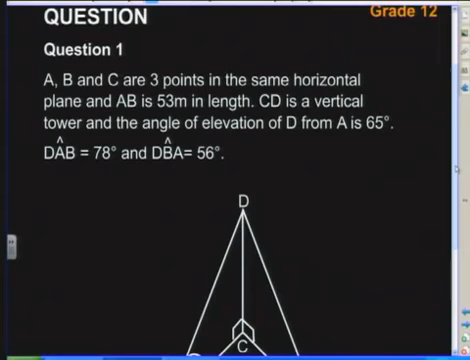 QUESTION
Grade 12
Question 1
A, B and C are 3 points in the same horizontal
plane and AB is 53m in length. CD is a vertical
tower and the angle of elevation of D from A is 65°.
DÂB = 78° and DB̂A= 56°.
D
C